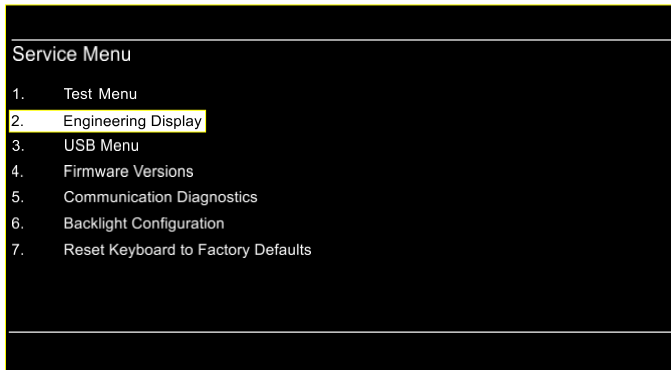 Service Menu
1. Test Menu
2. Engineering Display
3. USB Menu
4. Firmware Versions
5. Communication Diagnostics
6. Backlight Configuration
7. Reset Keyboard to Factory Defaults